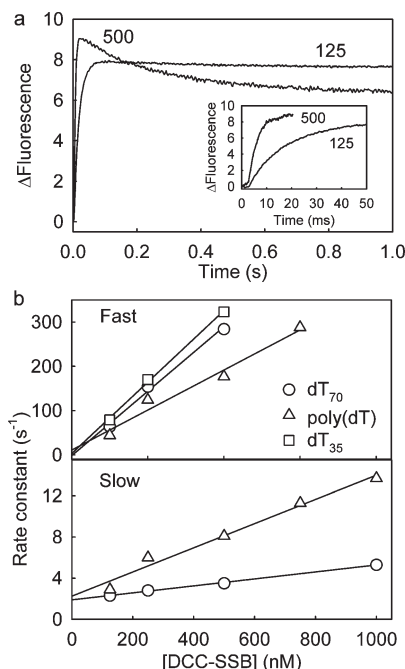 a
500
125
ΔFluorescence
10
8
6
4
2
0
0.0 0.2 0.4 0.6 0.8 1.0
Time (s)
ΔFluorescence
10
8
6
4
2
0
500
125
0 10 20 30 40 50
Time (ms)
b
Fast
300
200
100
0
dT70
poly(dT)
dT35
Rate constant (s-1)
Slow
12
8
4
0
0 200 400 600 800 1000
[DCC-SSB] (nM)